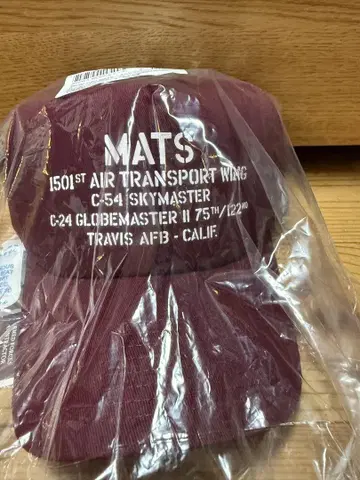 MATS
1501ST AIR TRANSPORT WING
C-54 SKYMASTER
C-24 GLOBEMASTER II 75TH/122ND
TRAVIS AFB - CALIF.